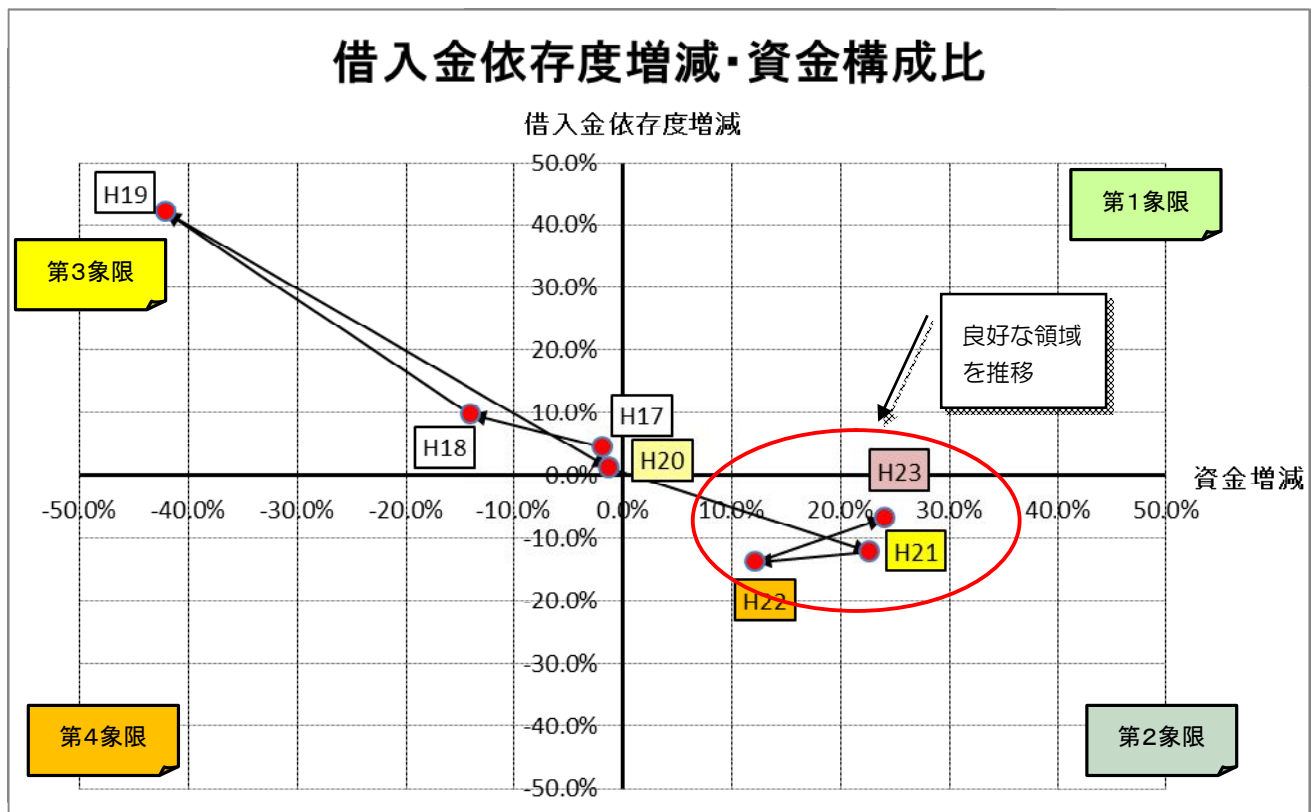 借入金依存度増減・資金構成比
借入金依存度増減
50.0%
40.0%
30.0%
20.0%
10.0%
0.0%
-10.0%
-20.0%
-30.0%
-40.0%
-50.0%
-50.0%
-40.0%
-30.0%
-20.0%
-10.0%
0.0%
10.0%
20.0%
30.0%
40.0%
50.0%
資金増減
第1象限
第3象限
第4象限
第2象限
良好な領域
を推移
H19
H18
H17
H20
H23
H21
H22